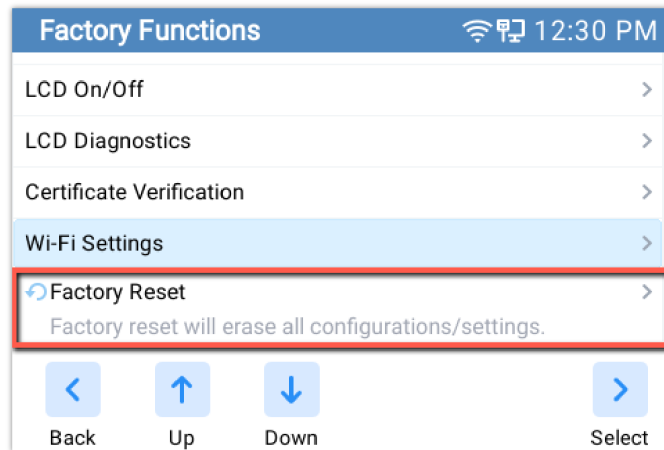 Factory Functions 12:30 PM
LCD On/Off
LCD Diagnostics
Certificate Verification
Wi-Fi Settings
Factory Reset
Factory reset will erase all configurations/settings.
Back Up Down Select